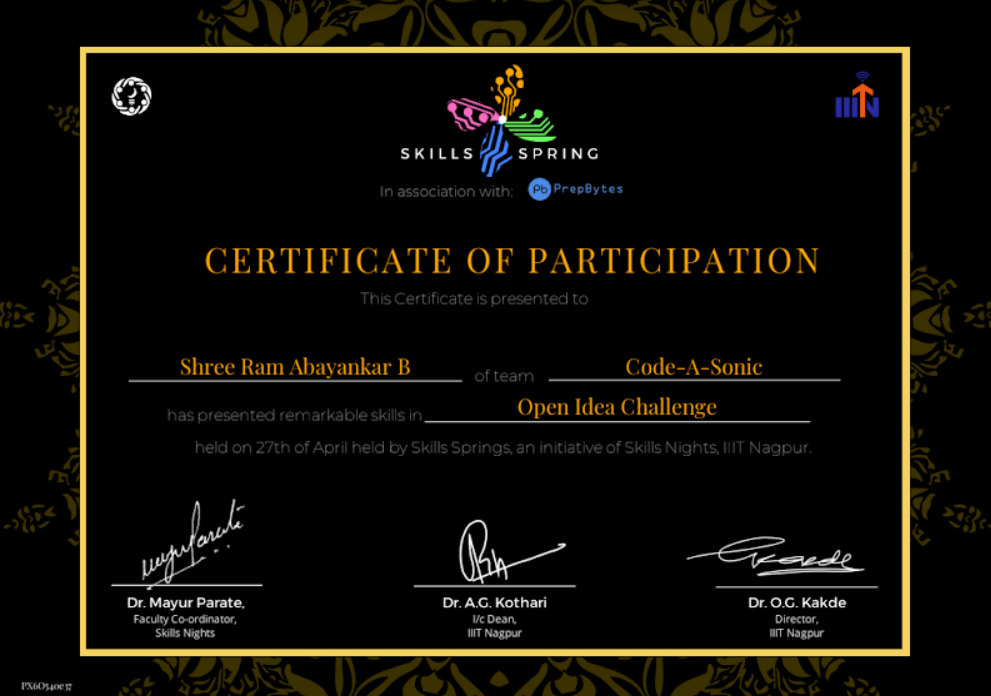 SKILLS SPRING
In association with: Pb PrepBytes
IIITN
CERTIFICATE OF PARTICIPATION
This Certificate is presented to
Shree Ram Abayankar B of team Code-A-Sonic
has presented remarkable skills in Open Idea Challenge
held on 27th of April held by Skills Springs, an initiative of Skills Nights, IIIT Nagpur.
Dr. Mayur Parate,
Faculty Co-ordinator,
Skills Nights
Dr. A.G. Kothari
I/c Dean,
IIIT Nagpur
Dr. O.G. Kakde
Director,
IIIT Nagpur
PX6O540e37